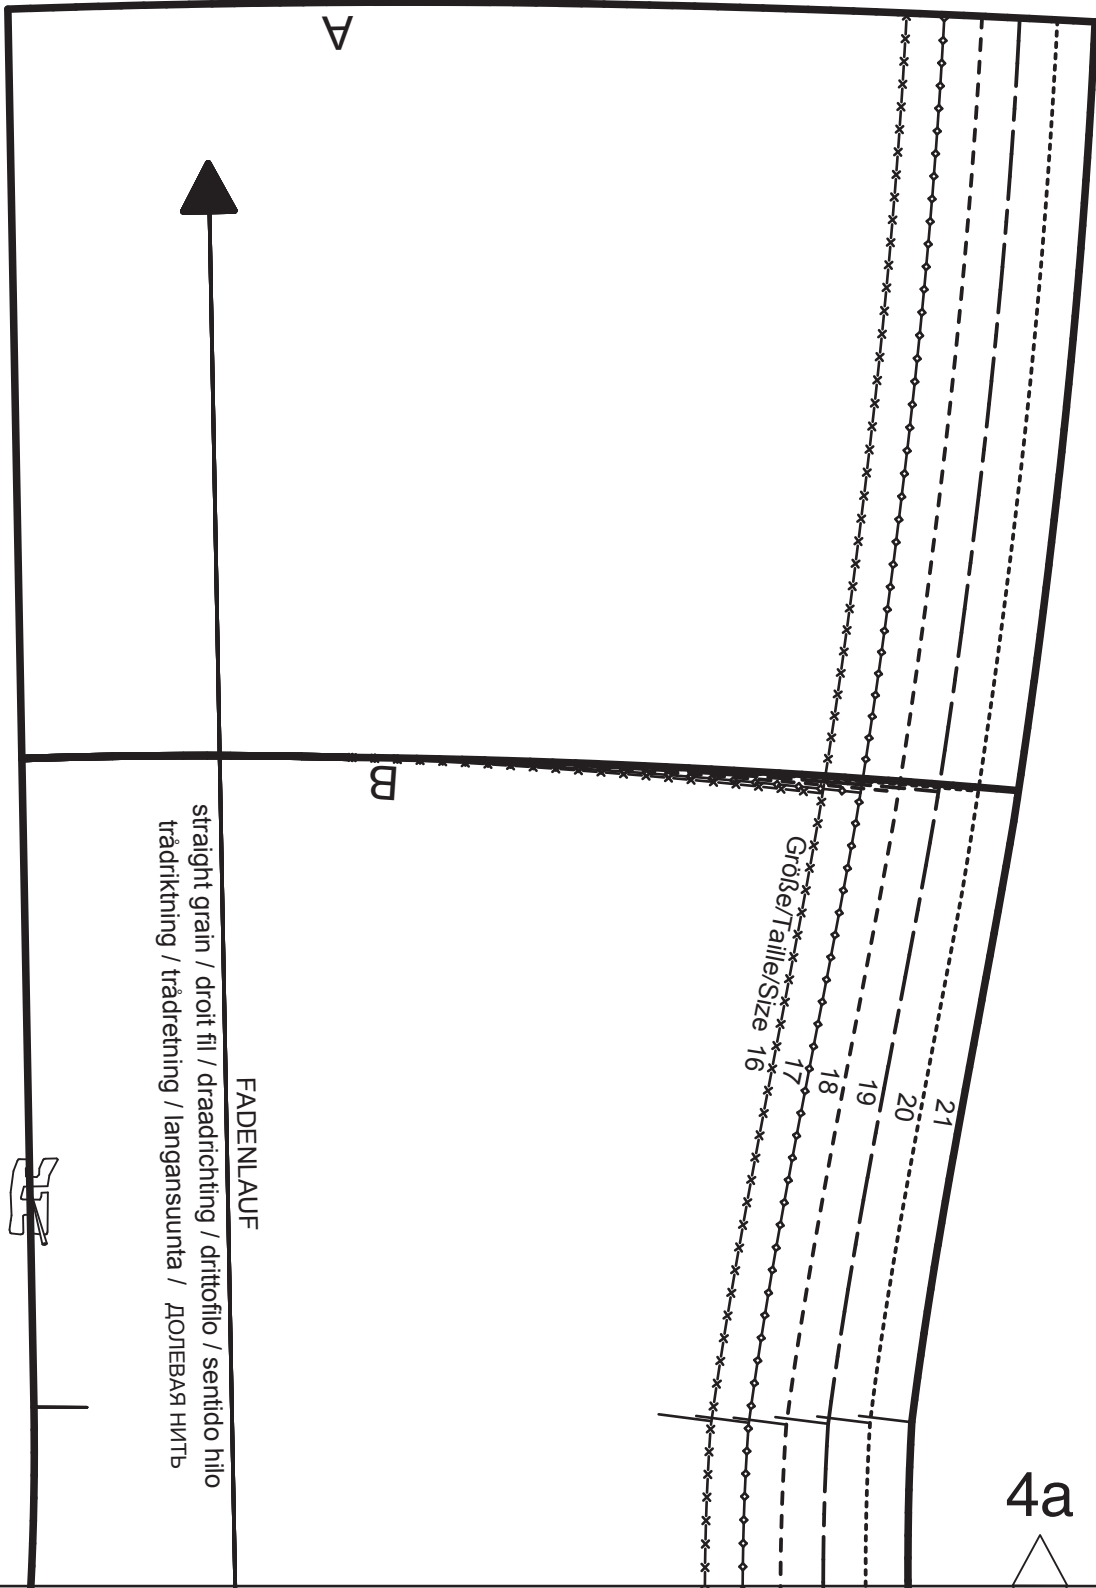 A
B
Größe/Taille/Size 16
17
18
19
20
21
FADENLAUF
straight grain / droit fil / draadrichting / drittofilo / sentido hilo
trådriktning / trådretning / langansuunta / ДОЛЕВАЯ НИТЬ
4a